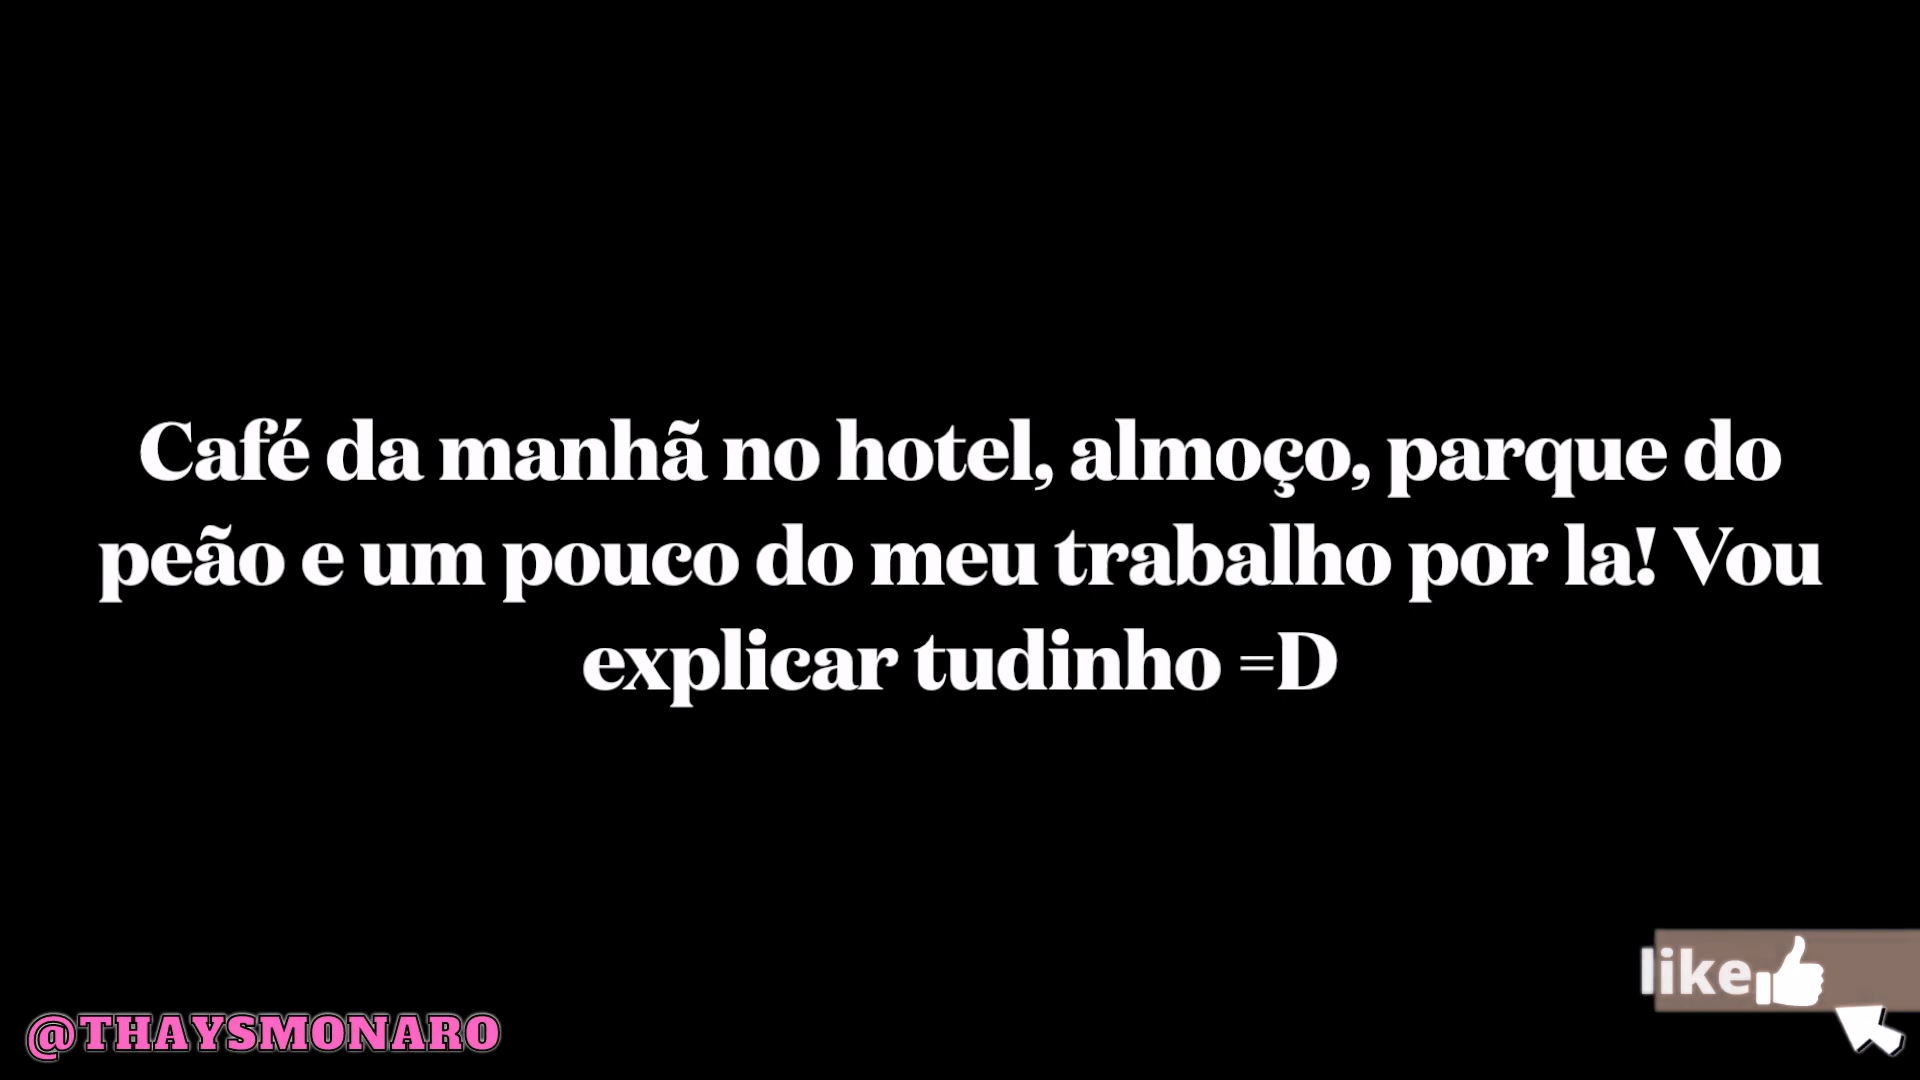 Café da manhã no hotel, almoço, parque do
peão e um pouco do meu trabalho por la! Vou
explicar tudinho =D
like
@THAYSMONARO